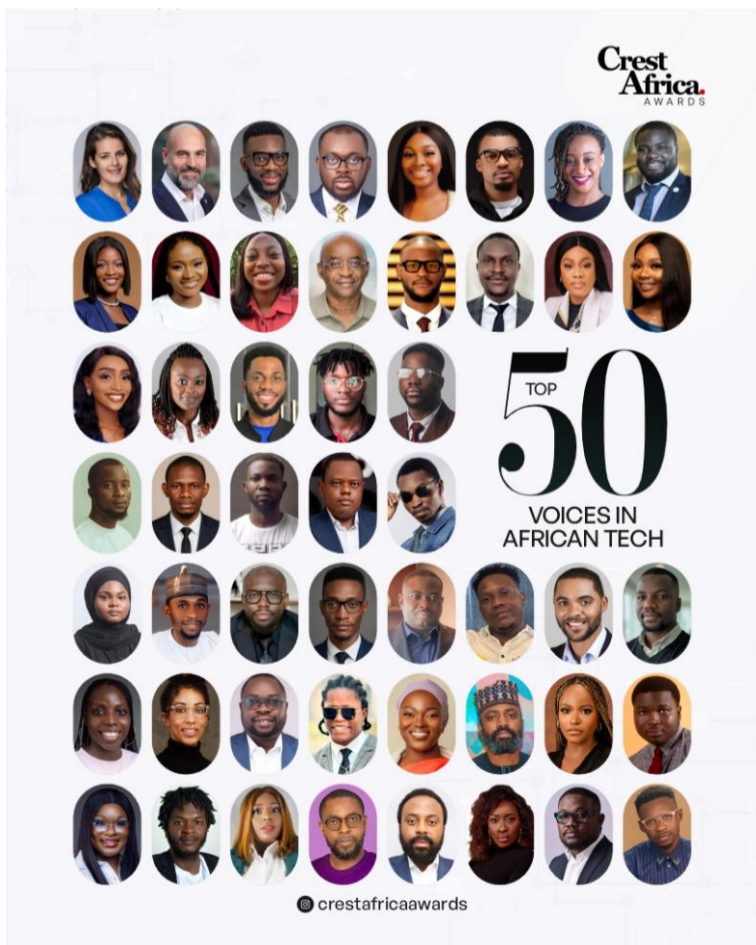 Crest
Africa.
AWARDS
TOP
50
VOICES IN
AFRICAN TECH
crestafricaawards